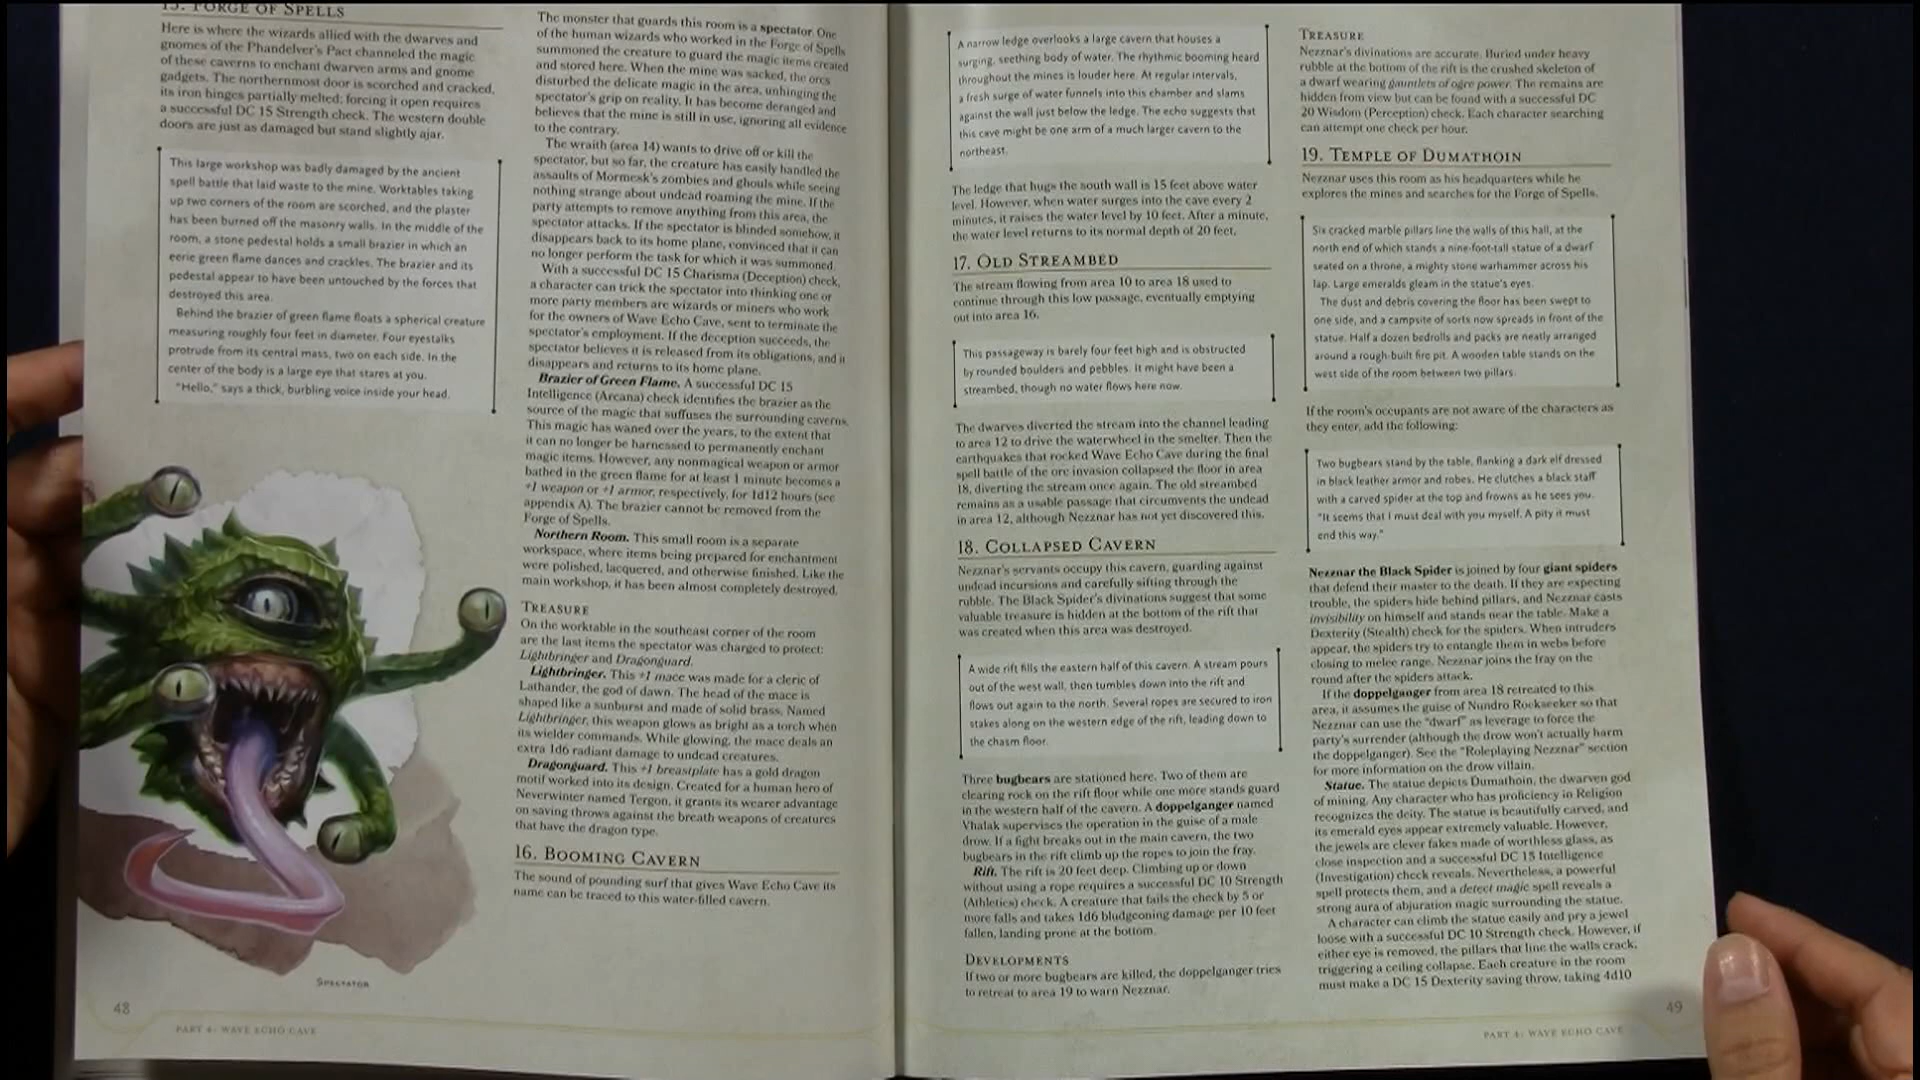 15. FORGE OF SPELLS
Here is where the wizards allied with the dwarves and
gnomes of the Phandelver's Pact channeled the magic
of these caverns to enchant dwarven arms and gnome
gadgets. The northernmost door is scorched and cracked,
its iron hinges partially melted; forcing it open requires
a successful DC 15 Strength check. The western double
doors are just as damaged but stand slightly ajar.
This large workshop was badly damaged by the ancient
spell battle that laid waste to the mine. Worktables taking
up two corners of the room are scorched, and the plaster
has been burned off the masonry walls. In the middle of the
room, a stone pedestal holds a small brazier in which an
eerie green flame dances and crackles. The brazier and its
pedestal appear to have been untouched by the forces that
destroyed this area.
Behind the brazier of green flame floats a spherical creature
measuring roughly four feet in diameter. Four eyestalks
protrude from its central mass, two on each side. In the
center of the body is a large eye that stares at you.
"Hello," says a thick, burbling voice inside your head.
SPECTATOR
48
PART 4: WAVE ECHO CAVE
The monster that guards this room is a spectator. One
of the human wizards who worked in the Forge of Spells
summoned the creature to guard the magic items created
and stored here. When the mine was sacked, the orcs
disturbed the delicate magic in the area, unhinging the
spectator's grip on reality. It has become deranged and
believes that the mine is still in use, ignoring all evidence
to the contrary.
The wraith (area 14) wants to drive off or kill the
spectator, but so far, the creature has easily handled the
assaults of Mormesk's zombies and ghouls while seeing
nothing strange about undead roaming the mine. If the
party attempts to remove anything from this area, the
spectator attacks. If the spectator is blinded somehow, it
disappears back to its home plane, convinced that it can
no longer perform the task for which it was summoned.
With a successful DC 15 Charisma (Deception) check,
a character can trick the spectator into thinking one or
more party members are wizards or miners who work
for the owners of Wave Echo Cave, sent to terminate the
spectator's employment. If the deception succeeds, the
spectator believes it is released from its obligations, and it
disappears and returns to its home plane.
Brazier of Green Flame. A successful DC 15
Intelligence (Arcana) check identifies the brazier as the
source of the magic that suffuses the surrounding caverns.
This magic has waned over the years, to the extent that
it can no longer be harnessed to permanently enchant
magic items. However, any nonmagical weapon or armor
bathed in the green flame for at least 1 minute becomes a
+1 weapon or +1 armor, respectively, for 1d12 hours (see
appendix A). The brazier cannot be removed from the
Forge of Spells.
Northern Room. This small room is a separate
workspace, where items being prepared for enchantment
were polished, lacquered, and otherwise finished. Like the
main workshop, it has been almost completely destroyed.
TREASURE
On the worktable in the southeast corner of the room
are the last items the spectator was charged to protect:
Lightbringer and Dragonguard.
Lightbringer. This +1 mace was made for a cleric of
Lathander, the god of dawn. The head of the mace is
shaped like a sunburst and made of solid brass. Named
Lightbringer, this weapon glows as bright as a torch when
its wielder commands. While glowing, the mace deals an
extra 1d6 radiant damage to undead creatures.
Dragonguard. This +1 breastplate has a gold dragon
motif worked into its design. Created for a human hero of
Neverwinter named Tergon, it grants its wearer advantage
on saving throws against the breath weapons of creatures
that have the dragon type.
16. BOOMING CAVERN
The sound of pounding surf that gives Wave Echo Cave its
name can be traced to this water-filled cavern.
A narrow ledge overlooks a large cavern that houses a
surging, seething body of water. The rhythmic booming heard
throughout the mines is louder here. At regular intervals,
a fresh surge of water funnels into this chamber and slams
against the wall just below the ledge. The echo suggests that
this cave might be one arm of a much larger cavern to the
northeast.
The ledge that hugs the south wall is 15 feet above water
level. However, when water surges into the cave every 2
minutes, it raises the water level by 10 feet. After a minute,
the water level returns to its normal depth of 20 feet.
17. OLD STREAMBED
The stream flowing from area 10 to area 18 used to
continue through this low passage, eventually emptying
out into area 16.
This passageway is barely four feet high and is obstructed
by rounded boulders and pebbles. It might have been a
streambed, though no water flows here now.
The dwarves diverted the stream into the channel leading
to area 12 to drive the waterwheel in the smelter. Then the
earthquakes that rocked Wave Echo Cave during the final
spell battle of the orc invasion collapsed the floor in area
18, diverting the stream once again. The old streambed
remains as a usable passage that circumvents the undead
in area 12, although Nezznar has not yet discovered this.
18. COLLAPSED CAVERN
Nezznar's servants occupy this cavern, guarding against
undead incursions and carefully sifting through the
rubble. The Black Spider's divinations suggest that some
valuable treasure is hidden at the bottom of the rift that
was created when this area was destroyed.
A wide rift fills the eastern half of this cavern. A stream pours
out of the west wall, then tumbles down into the rift and
flows out again to the north. Several ropes are secured to iron
stakes along on the western edge of the rift, leading down to
the chasm floor.
Three bugbears are stationed here. Two of them are
clearing rock on the rift floor while one more stands guard
in the western half of the cavern. A doppelganger named
Vhalak supervises the operation in the guise of a male
drow. If a fight breaks out in the main cavern, the two
bugbears in the rift climb up the ropes to join the fray.
Rift. The rift is 20 feet deep. Climbing up or down
without using a rope requires a successful DC 10 Strength
(Athletics) check. A creature that fails the check by 5 or
more falls and takes 1d6 bludgeoning damage per 10 feet
fallen, landing prone at the bottom.
DEVELOPMENTS
If two or more bugbears are killed, the doppelganger tries
to retreat to area 19 to warn Nezznar.
TREASURE
Nezznar's divinations are accurate. Buried under heavy
rubble at the bottom of the rift is the crushed skeleton of
a dwarf wearing gauntlets of ogre power. The remains are
hidden from view but can be found with a successful DC
20 Wisdom (Perception) check. Each character searching
can attempt one check per hour.
19. TEMPLE OF DUMATHOIN
Nezznar uses this room as his headquarters while he
explores the mines and searches for the Forge of Spells.
Six cracked marble pillars line the walls of this hall, at the
north end of which stands a nine-foot-tall statue of a dwarf
seated on a throne, a mighty stone warhammer across his
lap. Large emeralds gleam in the statue's eyes.
The dust and debris covering the floor has been swept to
one side, and a campsite of sorts now spreads in front of the
statue. Half a dozen bedrolls and packs are neatly arranged
around a rough-built fire pit. A wooden table stands on the
west side of the room between two pillars.
If the room's occupants are not aware of the characters as
they enter, add the following:
Two bugbears stand by the table, flanking a dark elf dressed
in black leather armor and robes. He clutches a black staff
with a carved spider at the top and frowns as he sees you.
"It seems that I must deal with you myself. A pity it must
end this way."
Nezznar the Black Spider is joined by four giant spiders
that defend their master to the death. If they are expecting
trouble, the spiders hide behind pillars, and Nezznar casts
invisibility on himself and stands near the table. Make a
Dexterity (Stealth) check for the spiders. When intruders
appear, the spiders try to entangle them in webs before
closing to melee range. Nezznar joins the fray on the
round after the spiders attack.
If the doppelganger from area 18 retreated to this
area, it assumes the guise of Nundro Rockseeker so that
Nezznar can use the "dwarf" as leverage to force the
party's surrender (although the drow won't actually harm
the doppelganger). See the "Roleplaying Nezznar" section
for more information on the drow villain.
Statue. The statue depicts Dumathoin, the dwarven god
of mining. Any character who has proficiency in Religion
recognizes the deity. The statue is beautifully carved, and
its emerald eyes appear extremely valuable. However,
the jewels are clever fakes made of worthless glass, as
close inspection and a successful DC 15 Intelligence
(Investigation) check reveals. Nevertheless, a powerful
spell protects them, and a detect magic spell reveals a
strong aura of abjuration magic surrounding the statue.
A character can climb the statue easily and pry a jewel
loose with a successful DC 10 Strength check. However, if
either eye is removed, the pillars that line the walls crack,
triggering a ceiling collapse. Each creature in the room
must make a DC 15 Dexterity saving throw, taking 4d10
49
PART 4: WAVE ECHO CAVE